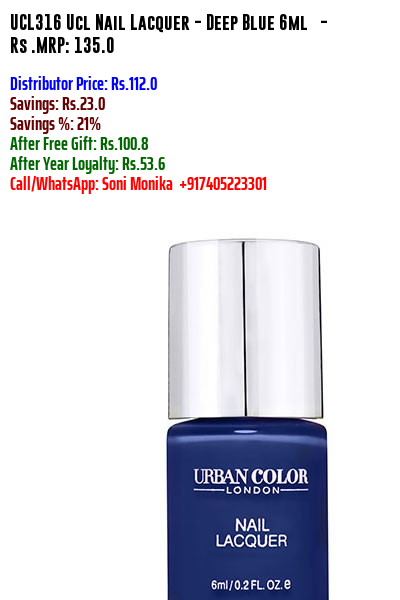 UCL316 Ucl Nail Lacquer - Deep Blue 6ml -
Rs .MRP: 135.0
Distributor Price: Rs.112.0
Savings: Rs.23.0
Savings %: 21%
After Free Gift: Rs.100.8
After Year Loyalty: Rs.53.6
Call/WhatsApp: Soni Monika +917405223301
URBAN COLOR
LONDON
NAIL
LACQUER
6ml/0.2 FL. OZ. e